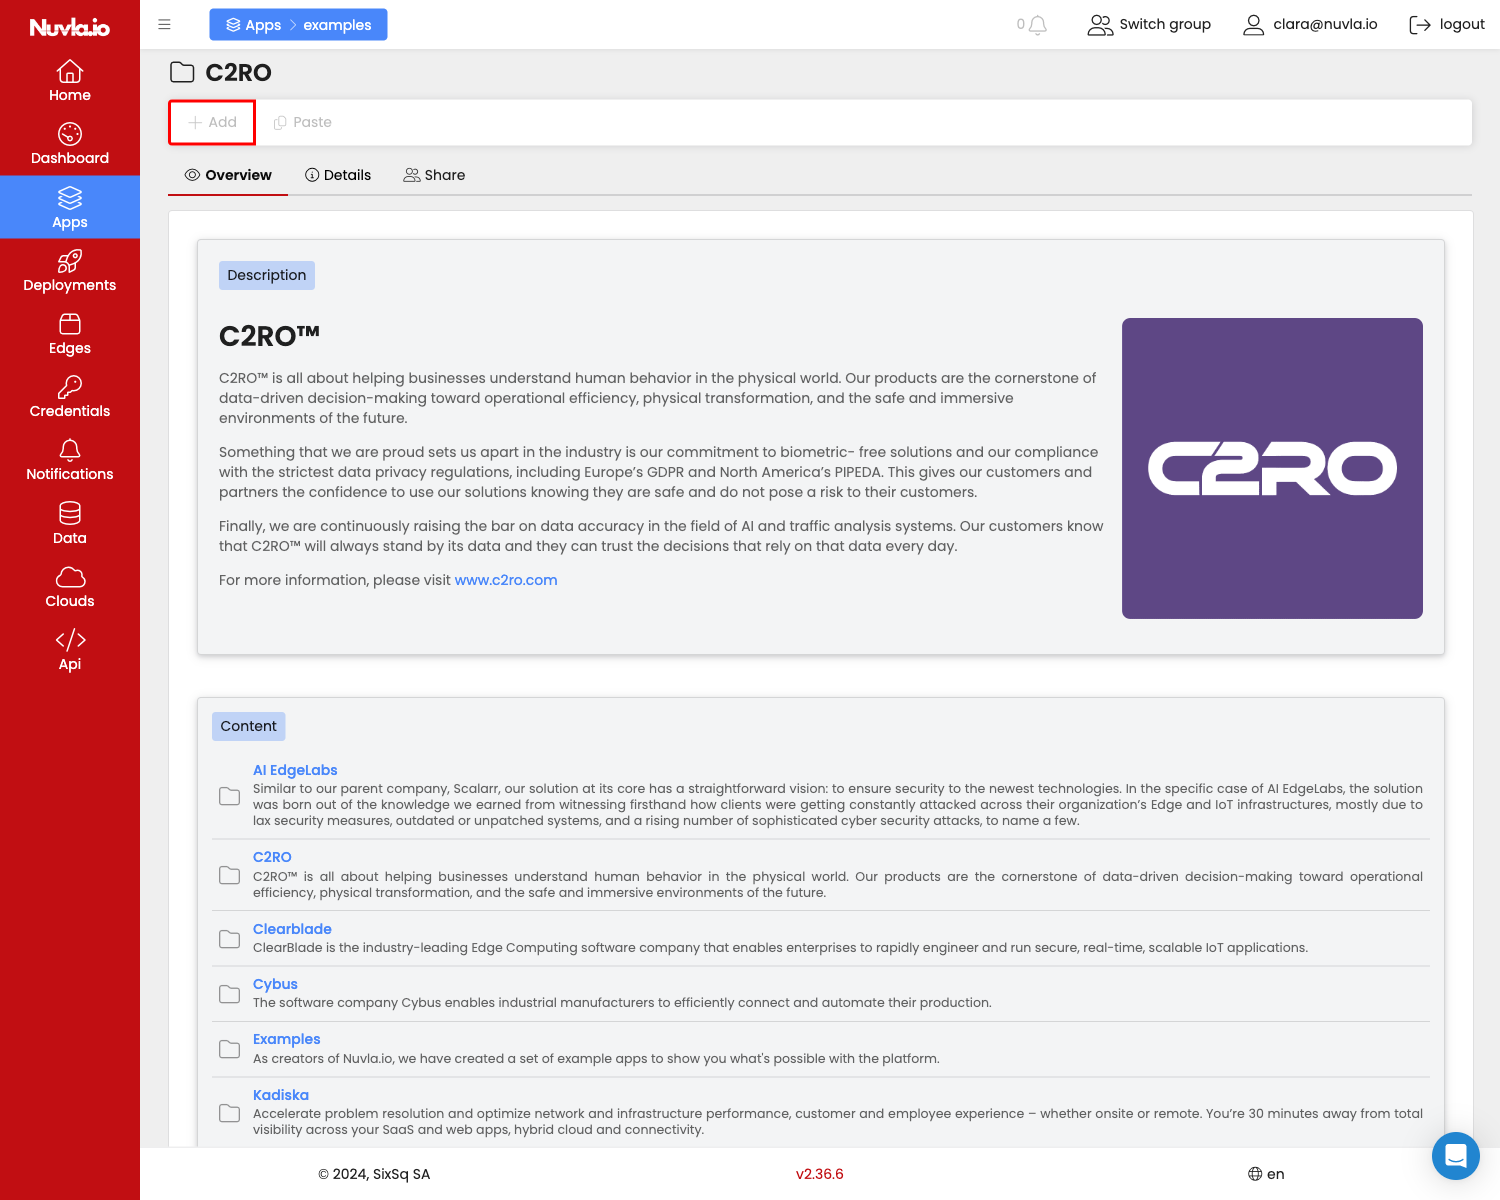 Nuvla.io
Home
Dashboard
Apps
Deployments
Edges
Credentials
Notifications
Data
Clouds
Api
Apps examples
0
Switch group
clara@nuvla.io
logout
C2RO
Add
Paste
Overview
Details
Share
Description
C2RO™
C2RO™ is all about helping businesses understand human behavior in the physical world. Our products are the cornerstone of
data-driven decision-making toward operational efficiency, physical transformation, and the safe and immersive
environments of the future.
Something that we are proud sets us apart in the industry is our commitment to biometric- free solutions and our compliance
with the strictest data privacy regulations, including Europe’s GDPR and North America’s PIPEDA. This gives our customers and
partners the confidence to use our solutions knowing they are safe and do not pose a risk to their customers.
Finally, we are continuously raising the bar on data accuracy in the field of AI and traffic analysis systems. Our customers know
that C2RO™ will always stand by its data and they can trust the decisions that rely on that data every day.
For more information, please visit www.c2ro.com
C2RO
Content
AI EdgeLabs
Similar to our parent company, Scalarr, our solution at its core has a straightforward vision: to ensure security to the newest technologies. In the specific case of AI EdgeLabs, the solution
was born out of the knowledge we earned from witnessing firsthand how clients were getting constantly attacked across their organization’s Edge and IoT infrastructures, mostly due to
lax security measures, outdated or unpatched systems, and a rising number of sophisticated cyber security attacks, to name a few.
C2RO
C2RO™ is all about helping businesses understand human behavior in the physical world. Our products are the cornerstone of data-driven decision-making toward operational
efficiency, physical transformation, and the safe and immersive environments of the future.
Clearblade
ClearBlade is the industry-leading Edge Computing software company that enables enterprises to rapidly engineer and run secure, real-time, scalable IoT applications.
Cybus
The software company Cybus enables industrial manufacturers to efficiently connect and automate their production.
Examples
As creators of Nuvla.io, we have created a set of example apps to show you what's possible with the platform.
Kadiska
Accelerate problem resolution and optimize network and infrastructure performance, customer and employee experience – whether onsite or remote. You’re 30 minutes away from total
visibility across your SaaS and web apps, hybrid cloud and connectivity.
© 2024, SixSq SA
v2.36.6
en